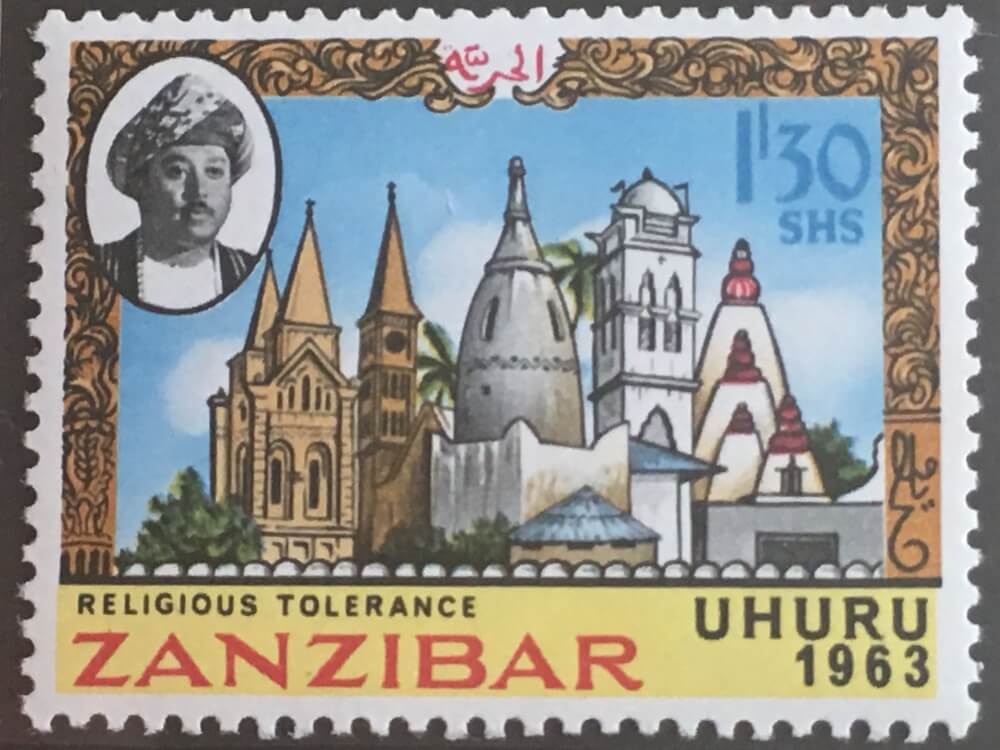 الحرية
1'30
SHS
RELIGIOUS TOLERANCE
ZANZIBAR
UHURU
1963